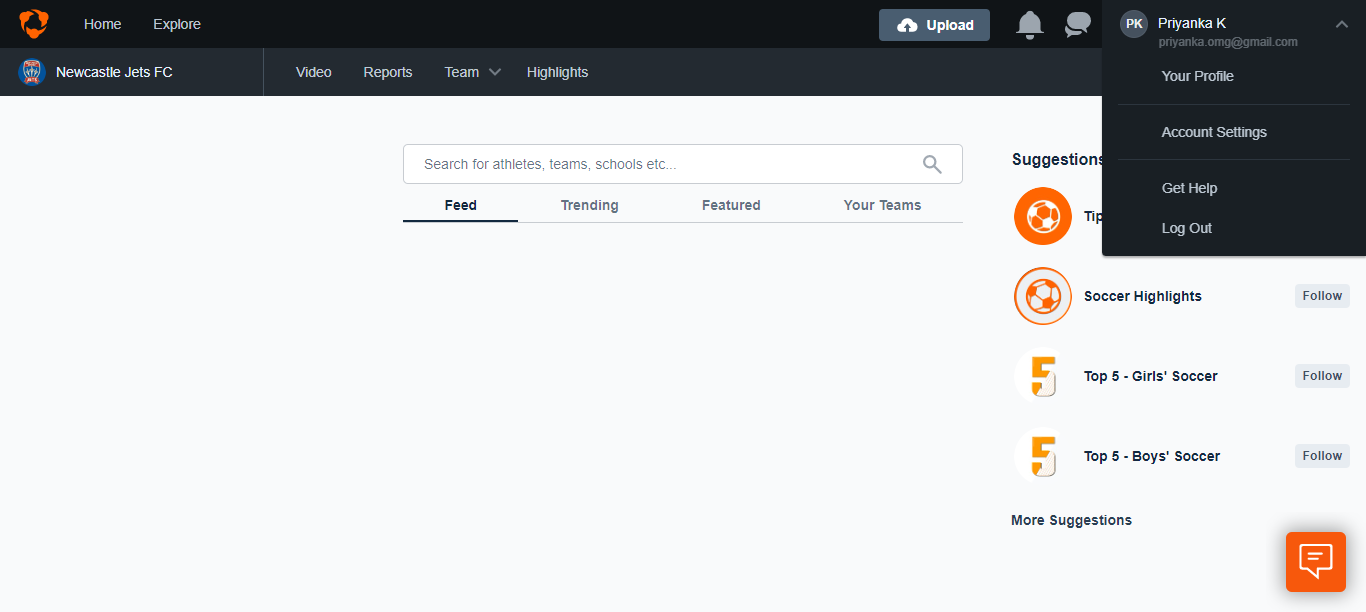 Home
Explore
Upload
PK
Priyanka K
priyanka.omg@gmail.com
Newcastle Jets FC
Video
Reports
Team
Highlights
Your Profile
Account Settings
Get Help
Log Out
Search for athletes, teams, schools etc...
Feed
Trending
Featured
Your Teams
Suggestions
Tip
Soccer Highlights
Follow
5
Top 5 - Girls' Soccer
Follow
5
Top 5 - Boys' Soccer
Follow
More Suggestions